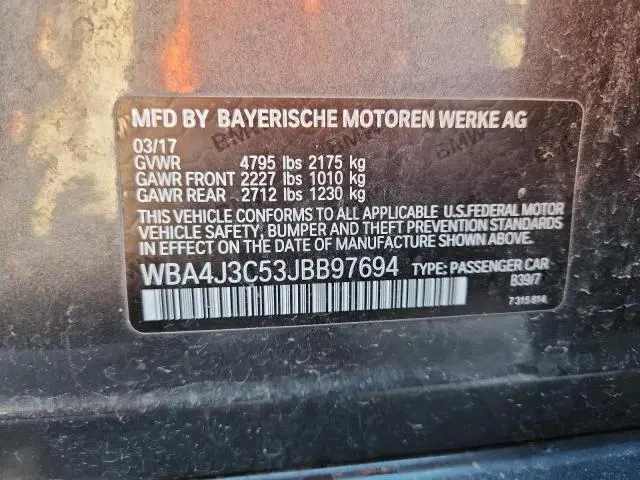 MFD BY BAYERISCHE MOTOREN WERKE AG
03/17
GVWR 4795 lbs 2175 kg
GAWR FRONT 2227 lbs 1010 kg
GAWR REAR 2712 lbs 1230 kg
THIS VEHICLE CONFORMS TO ALL APPLICABLE U.S.FEDERAL MOTOR
VEHICLE SAFETY, BUMPER AND THEFT PREVENTION STANDARDS
IN EFFECT ON THE DATE OF MANUFACTURE SHOWN ABOVE.
WBA4J3C53JBB97694 TYPE: PASSENGER CAR
B39/7
7 315 814